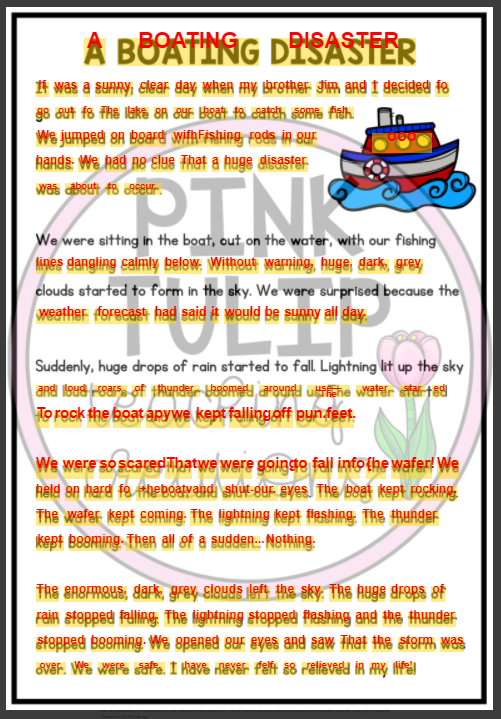 A BOATING DISASTER
It was a sunny, clear day when my brother Jim and I decided to
go out to the lake on our boat to catch some fish.
We jumped on board with fishing rods in our
hands. We had no clue that a huge disaster
was about to occur.
We were sitting in the boat, out on the water, with our fishing
lines dangling calmly below. Without warning, huge, dark, grey
clouds started to form in the sky. We were surprised because the
weather forecast had said it would be sunny all day.
Suddenly, huge drops of rain started to fall. Lightning lit up the sky
and loud roars of thunder boomed around us. The water started
to rock the boat and we kept falling off our feet.
We were so scared that we were going to fall into the water! We
held on hard to the boat and shut our eyes. The boat kept rocking.
The water kept coming. The lightning kept flashing. The thunder
kept booming. Then all of a sudden... Nothing.
The enormous, dark, grey clouds left the sky. The huge drops of
rain stopped falling. The lightning stopped flashing and the thunder
stopped booming. We opened our eyes and saw that the storm was
over. We were safe. I have never felt so relieved in my life!
PINK
TULIP